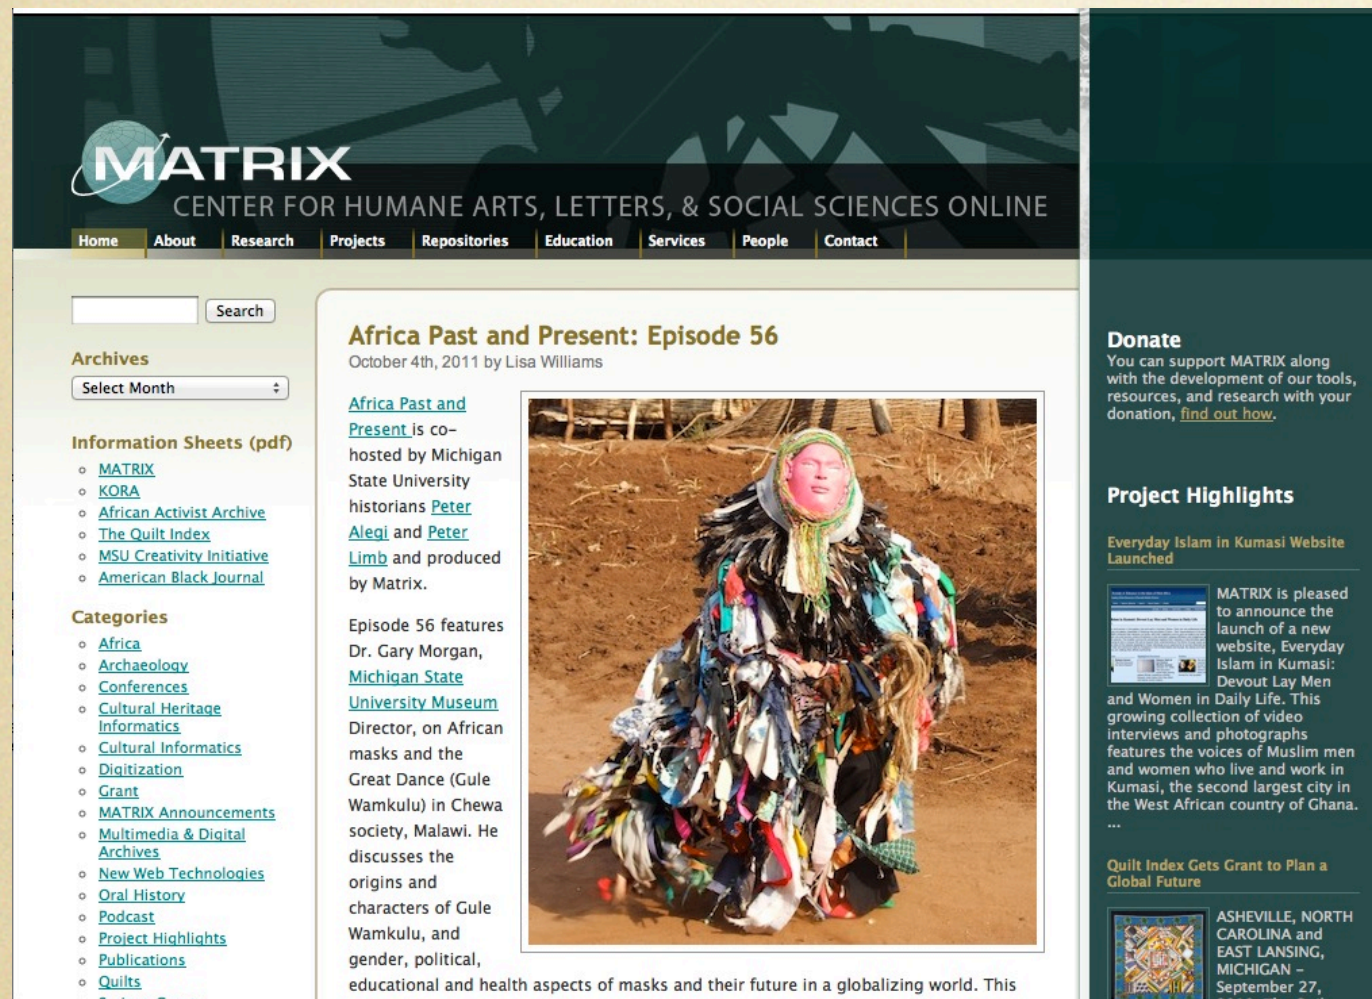 MATRIX
CENTER FOR HUMANE ARTS, LETTERS, & SOCIAL SCIENCES ONLINE
Home About Research Projects Repositories Education Services People Contact
Search
Archives
Select Month
Information Sheets (pdf)
MATRIX
KORA
African Activist Archive
The Quilt Index
MSU Creativity Initiative
American Black Journal
Categories
Africa
Archaeology
Conferences
Cultural Heritage
Informatics
Cultural Informatics
Digitization
Grant
MATRIX Announcements
Multimedia & Digital
Archives
New Web Technologies
Oral History
Podcast
Project Highlights
Publications
Quilts
Africa Past and Present: Episode 56
October 4th, 2011 by Lisa Williams
Africa Past and
Present is co-
hosted by Michigan
State University
historians Peter
Alegi and Peter
Limb and produced
by Matrix.
Episode 56 features
Dr. Gary Morgan,
Michigan State
University Museum
Director, on African
masks and the
Great Dance (Gule
Wamkulu) in Chewa
society, Malawi. He
discusses the
origins and
characters of Gule
Wamkulu, and
gender, political,
educational and health aspects of masks and their future in a globalizing world. This
Donate
You can support MATRIX along
with the development of our tools,
resources, and research with your
donation, find out how.
Project Highlights
Everyday Islam in Kumasi Website
Launched
MATRIX is pleased
to announce the
launch of a new
website, Everyday
Islam in Kumasi:
Devout Lay Men
and Women in Daily Life. This
growing collection of video
interviews and photographs
features the voices of Muslim men
and women who live and work in
Kumasi, the second largest city in
the West African country of Ghana.
...
Quilt Index Gets Grant to Plan a
Global Future
ASHEVILLE, NORTH
CAROLINA and
EAST LANSING,
MICHIGAN –
September 27,